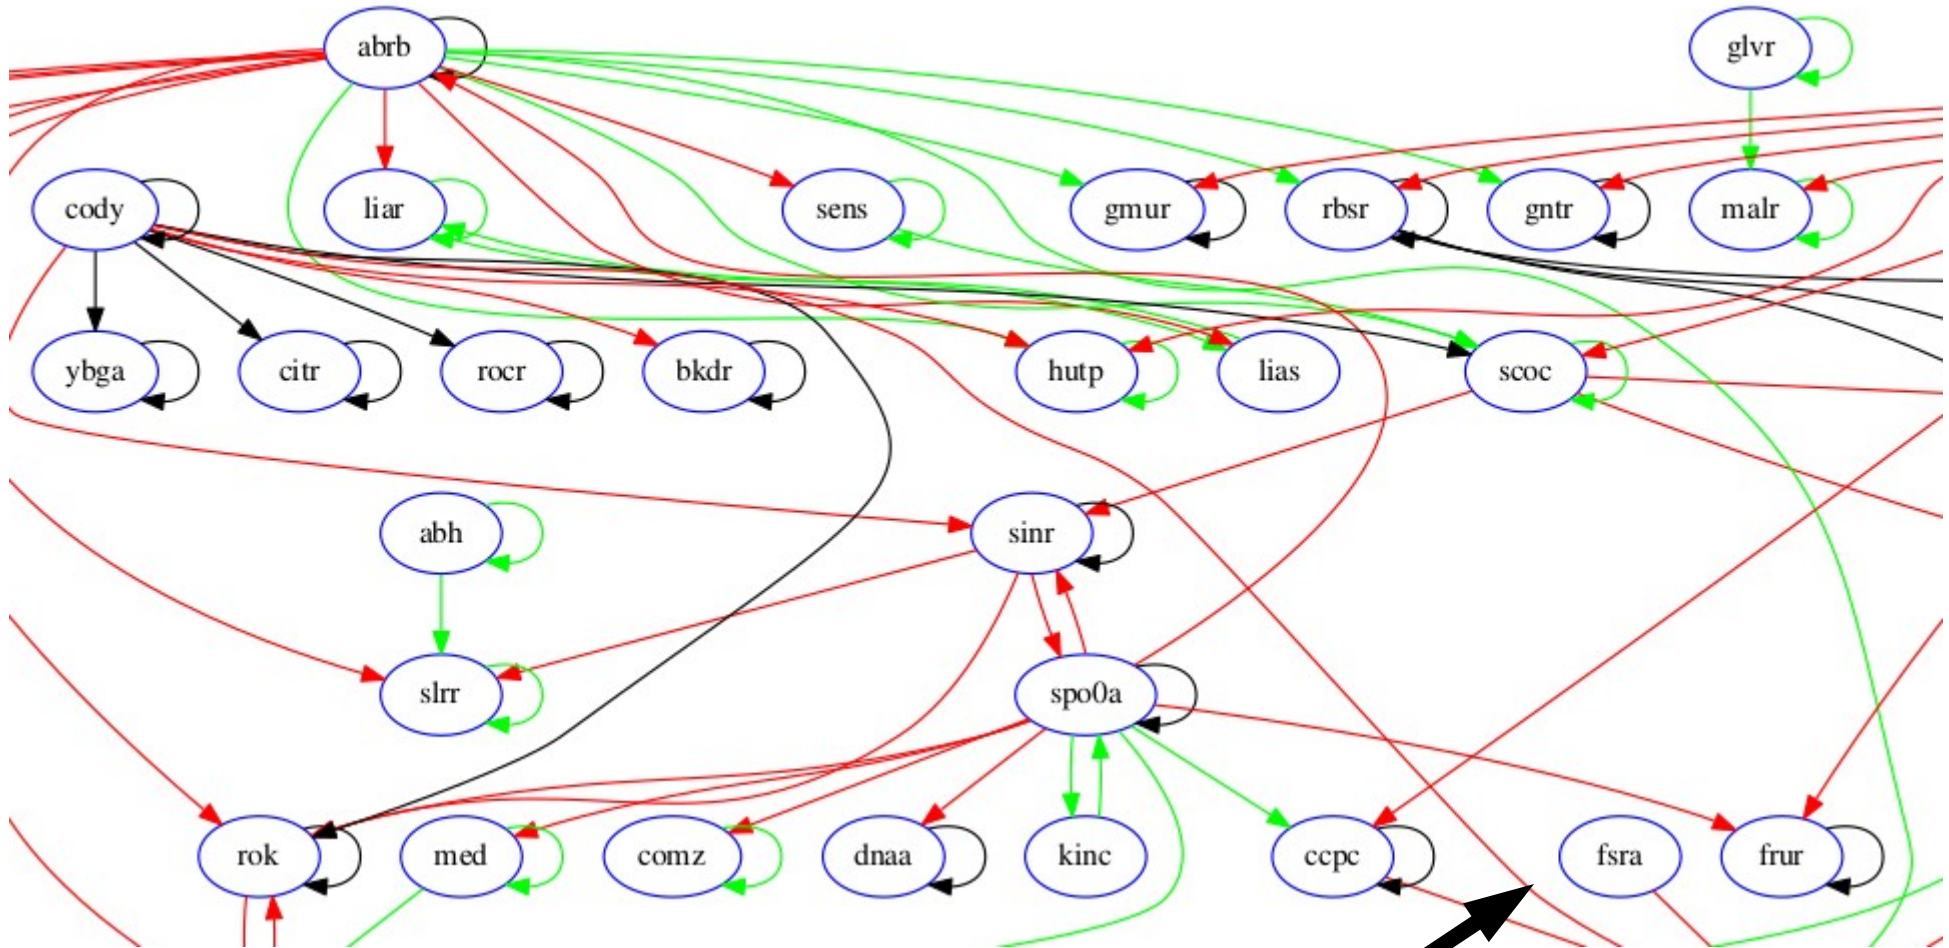 abrb glvr
cody liar sens gmur rbsr gntr malr
ybga citr rocr bkdr hutp lias scoc
abh sinr
slrr spo0a
rok med comz dnaa kinc ccpc fsra frur